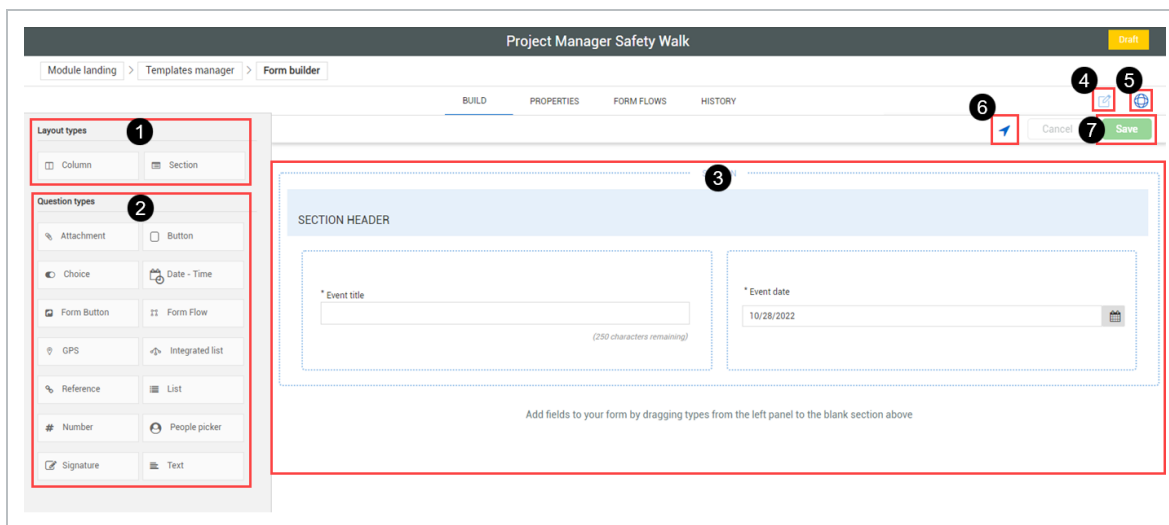 Project Manager Safety Walk
Draft
Module landing > Templates manager > Form builder
4 5
BUILD PROPERTIES FORM FLOWS HISTORY
6
Cancel 7 Save
Layout types 1
Column Section
3
Question types 2
SECTION HEADER
Attachment Button
Choice Date - Time
* Event title
* Event date
10/28/2022
Form Button Form Flow
(250 characters remaining)
GPS Integrated list
Reference List
Add fields to your form by dragging types from the left panel to the blank section above
Number People picker
Signature Text